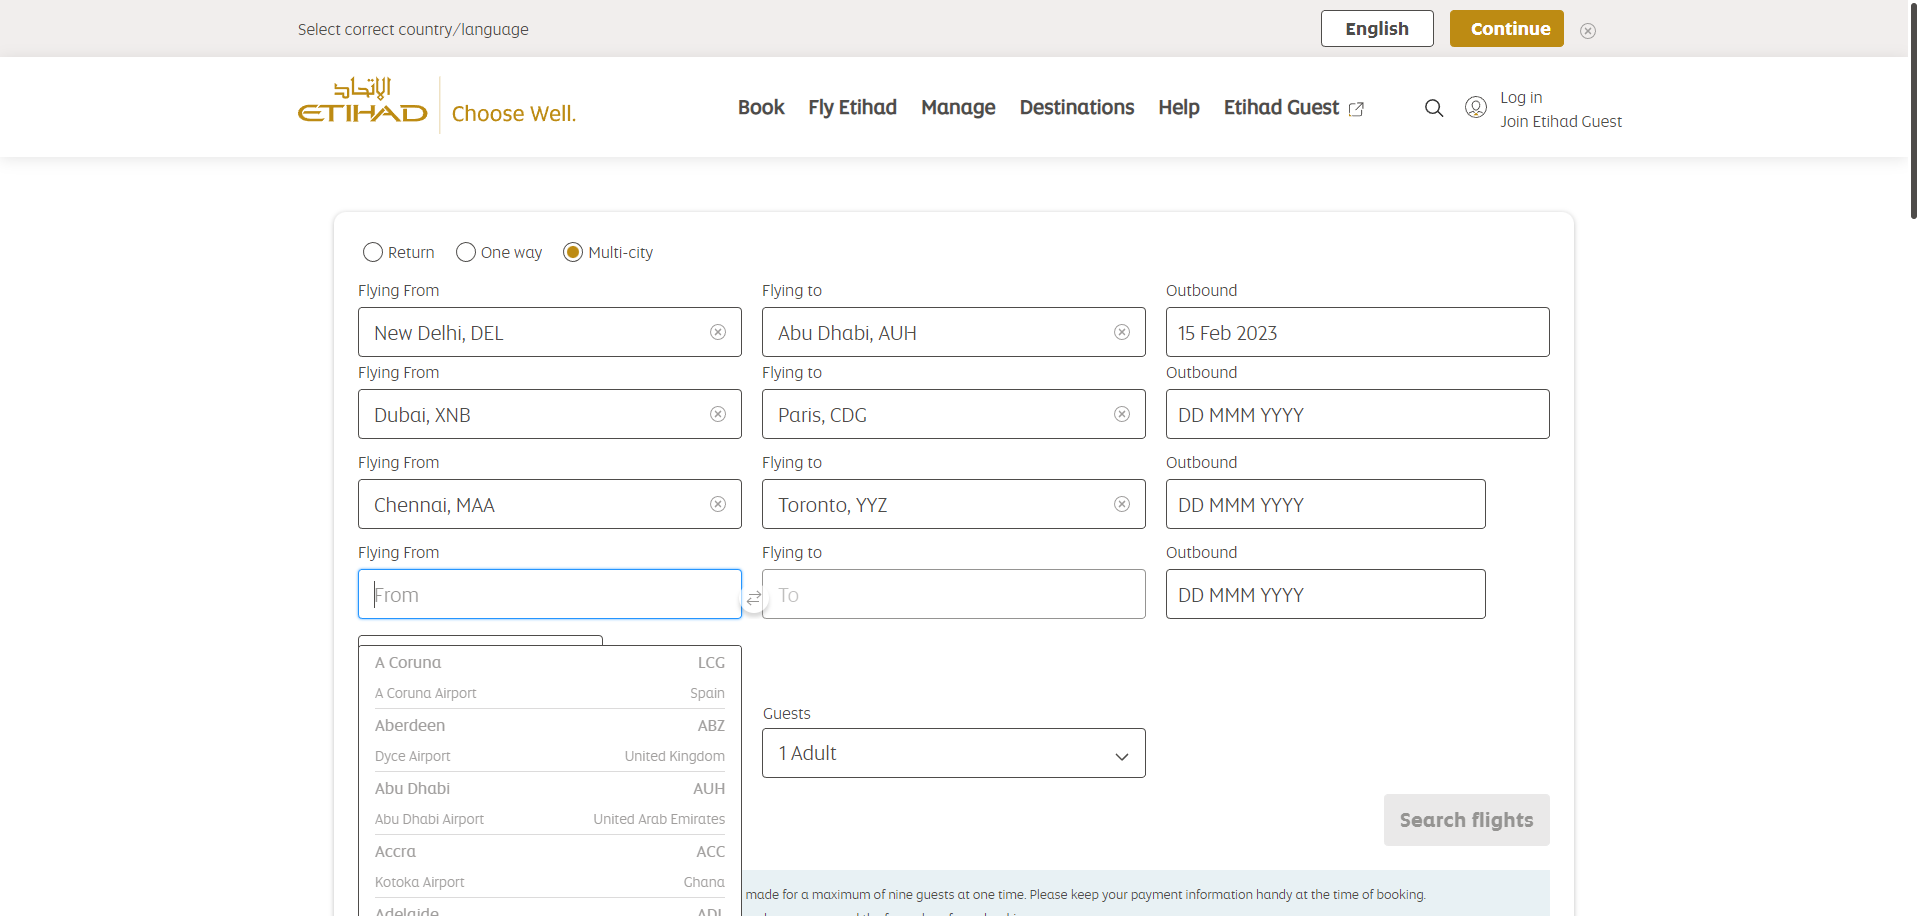 Select correct country/language
English
Continue
الإتحاد
ETIHAD
Choose Well.
Book
Fly Etihad
Manage
Destinations
Help
Etihad Guest
Log in
Join Etihad Guest
Return
One way
Multi-city
Flying From
Flying to
Outbound
New Delhi, DEL
Abu Dhabi, AUH
15 Feb 2023
Flying From
Flying to
Outbound
Dubai, XNB
Paris, CDG
DD MMM YYYY
Flying From
Flying to
Outbound
Chennai, MAA
Toronto, YYZ
DD MMM YYYY
Flying From
Flying to
Outbound
From
To
DD MMM YYYY
A Coruna LCG
A Coruna Airport Spain
Aberdeen ABZ
Dyce Airport United Kingdom
Abu Dhabi AUH
Abu Dhabi Airport United Arab Emirates
Accra ACC
Kotoka Airport Ghana
Adelaide ADL
Guests
1 Adult
Search flights
made for a maximum of nine guests at one time. Please keep your payment information handy at the time of booking.